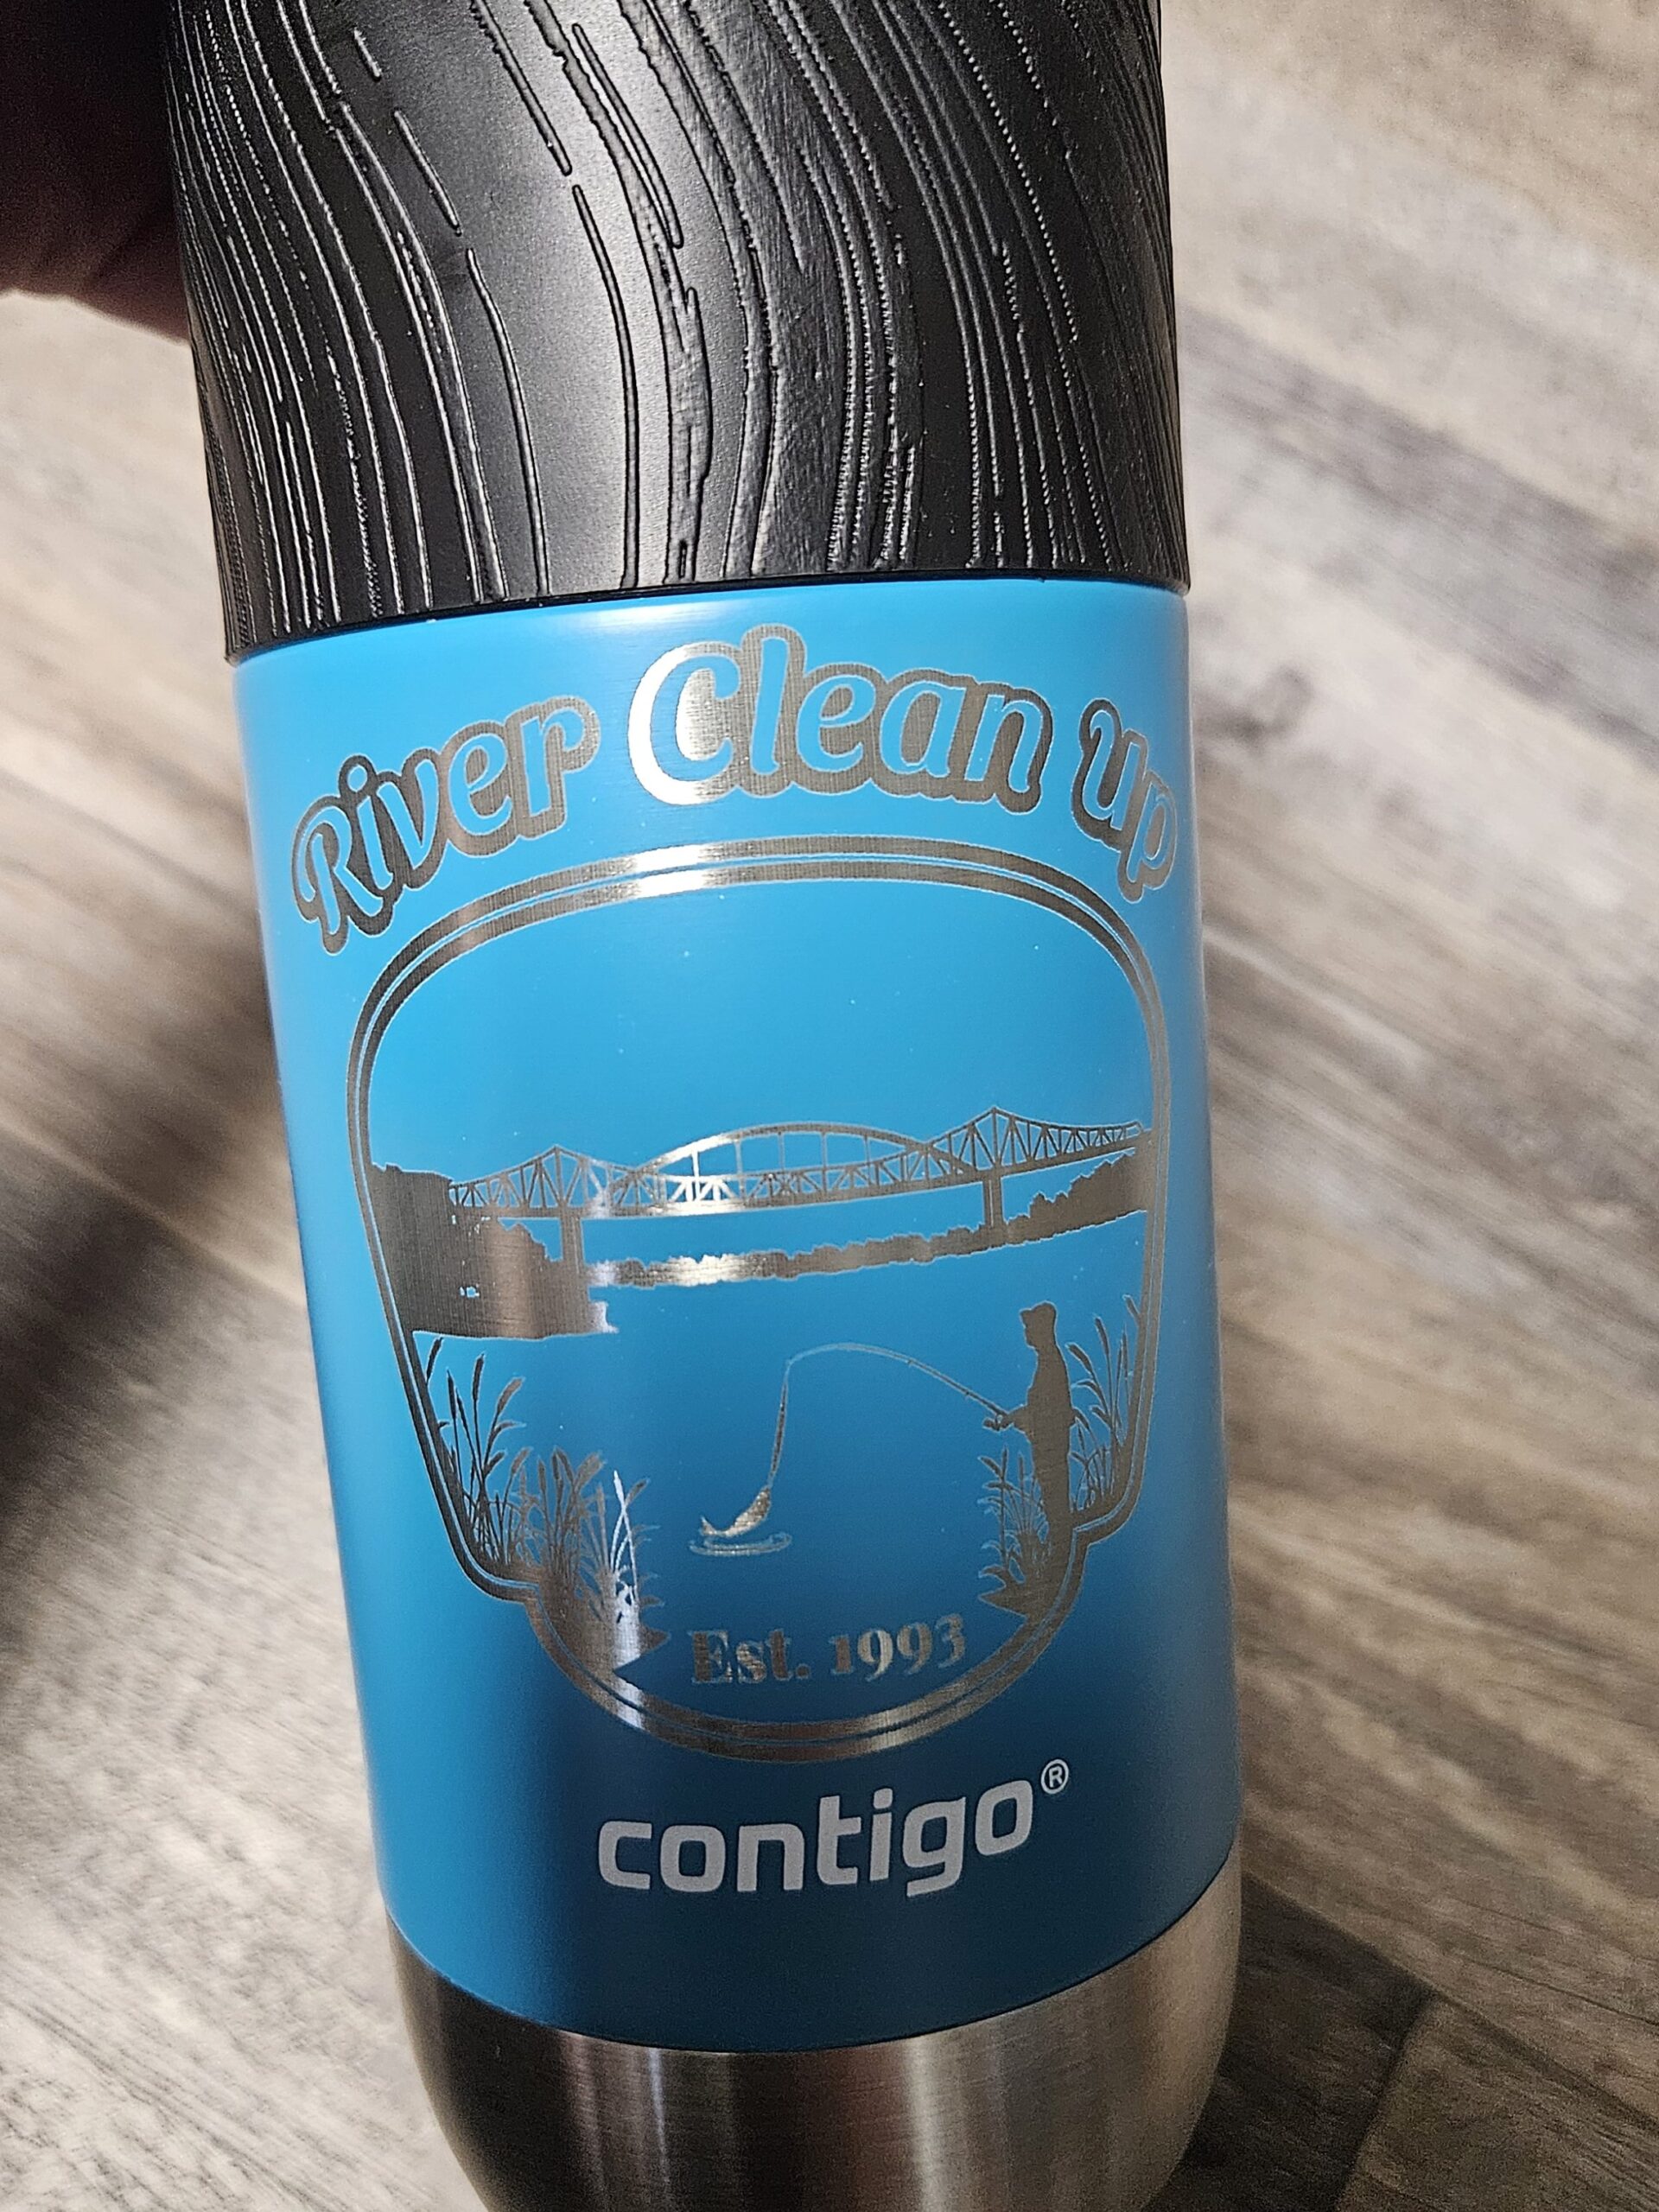 River Clean Up
Est. 1993
contigo®